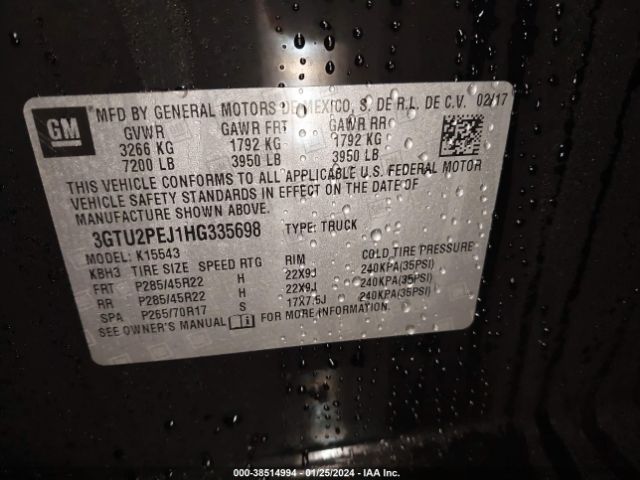 GM
MFD BY GENERAL MOTORS DE MEXICO, S. DE R.L. DE C.V. 02/17
GVWR GAWR FRT GAWR RR
3266 KG 1792 KG 1792 KG
7200 LB 3950 LB 3950 LB
THIS VEHICLE CONFORMS TO ALL APPLICABLE U.S. FEDERAL MOTOR
VEHICLE SAFETY STANDARDS IN EFFECT ON THE DATE OF
MANUFACTURE SHOWN ABOVE.
3GTU2PEJ1HG335698 TYPE: TRUCK
MODEL: K15543
KBH3 TIRE SIZE SPEED RTG RIM COLD TIRE PRESSURE
FRT P285/45R22 H 22X9J 240KPA(35PSI)
RR P285/45R22 H 22X9J 240KPA(35PSI)
SPA P265/70R17 S 17X7.5J 240KPA(35PSI)
SEE OWNER'S MANUAL FOR MORE INFORMATION.
000-38514994 - 01/25/2024 - IAA Inc.